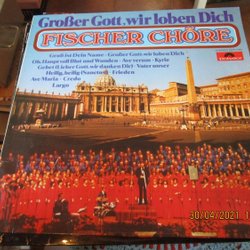 Großer Gott, wir loben Dich
FISCHER CHÖRE
Groß ist Dein Name · Großer Gott wir loben Dich
Oh, Haupt voll Blut und Wunden · Ave verum · Kyrie
Gebet (Lieber Gott, wir danken Dir) · Vater unser
Heilig, heilig (Sanctus) · Frieden
Ave Maria · Credo
Largo
30/04/2021